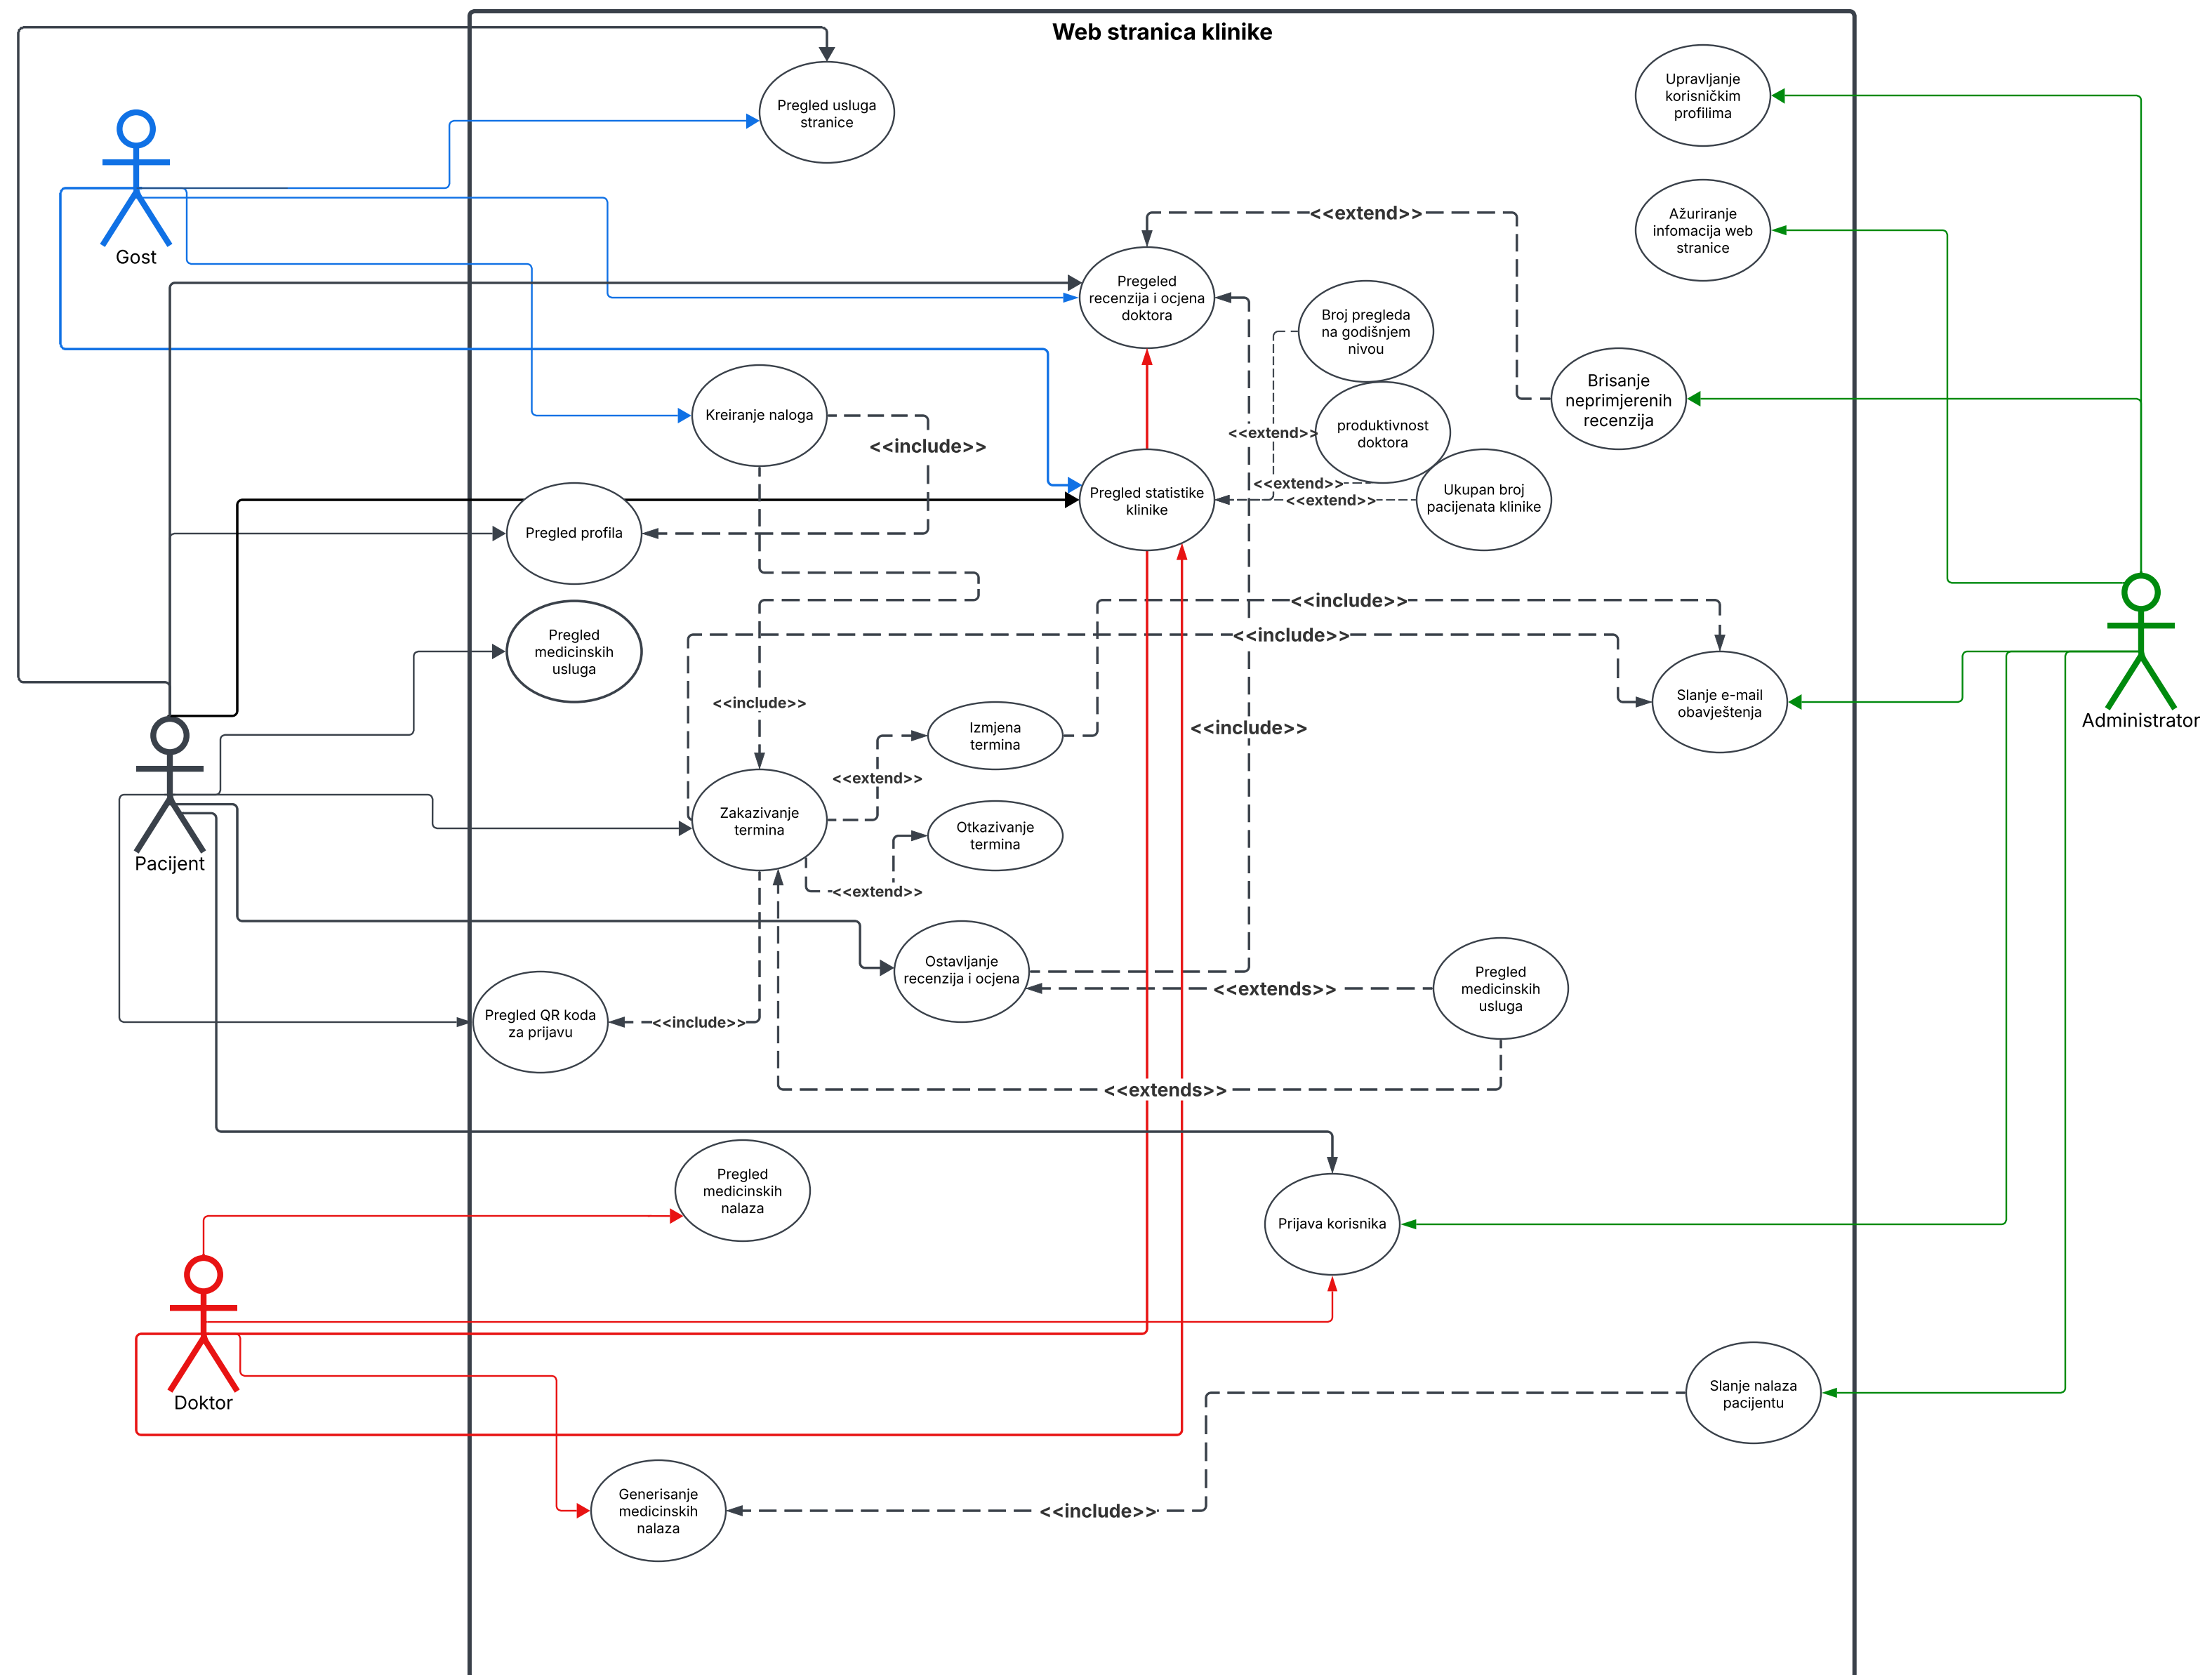 Web stranica klinike
Pregled usluga
stranice
Upravljanje
korisničkim
profilima
Gost
Ažuriranje
infomacija web
stranice
<<extend>>
Pregeled
recenzija i ocjena
doktora
Broj pregleda
na godišnjem
nivou
Brisanje
neprimjerenih
recenzija
Kreiranje naloga
<<include>>
<<extend>>
produktivnost
doktora
<<extend>>
<<extend>>
Ukupan broj
pacijenata klinike
Pregled statistike
klinike
Pregled profila
<<include>>
<<include>>
Pregled
medicinskih
usluga
Slanje e-mail
obavještenja
Administrator
<<include>>
<<include>>
Izmjena
termina
<<extend>>
Zakazivanje
termina
Otkazivanje
termina
<<extend>>
Pacijent
Ostavljanje
recenzija i ocjena
<<extends>>
Pregled
medicinskih
usluga
Pregled QR koda
za prijavu
<<include>>
<<extends>>
Pregled
medicinskih
nalaza
Prijava korisnika
Doktor
Slanje nalaza
pacijentu
Generisanje
medicinskih
nalaza
<<include>>